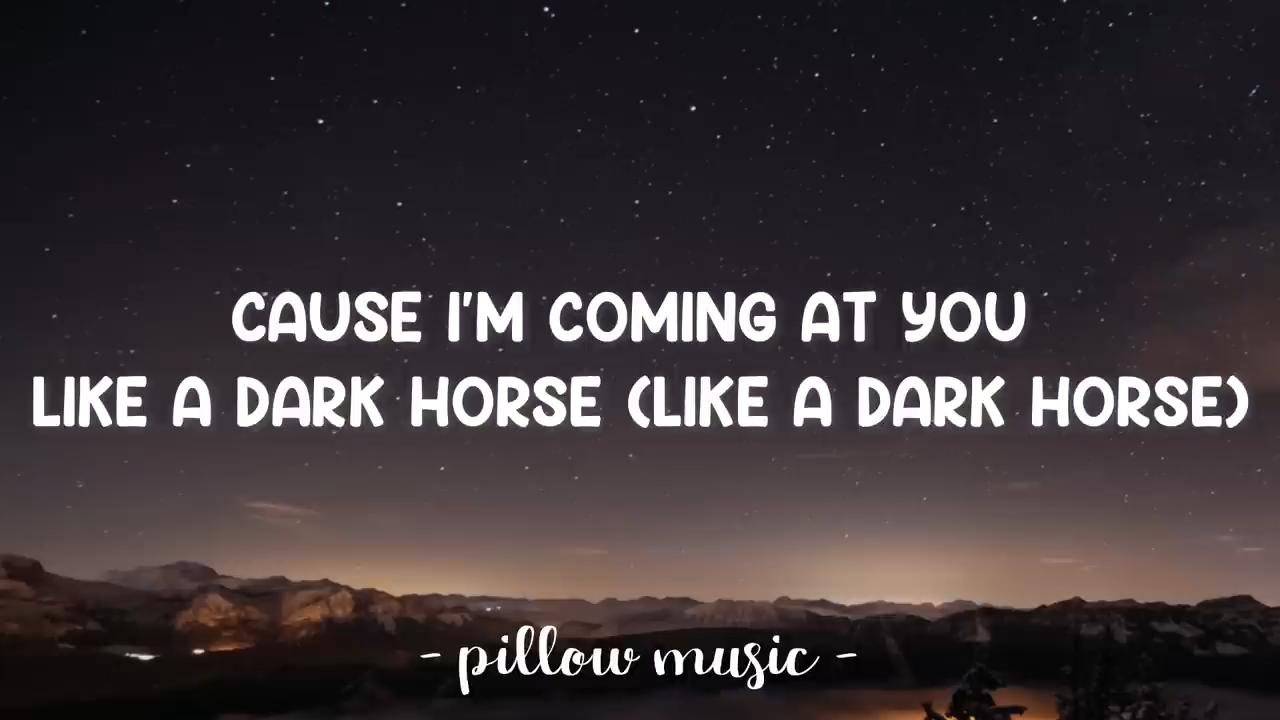 CAUSE I'M COMING AT YOU
LIKE A DARK HORSE (LIKE A DARK HORSE)
- pillow music -